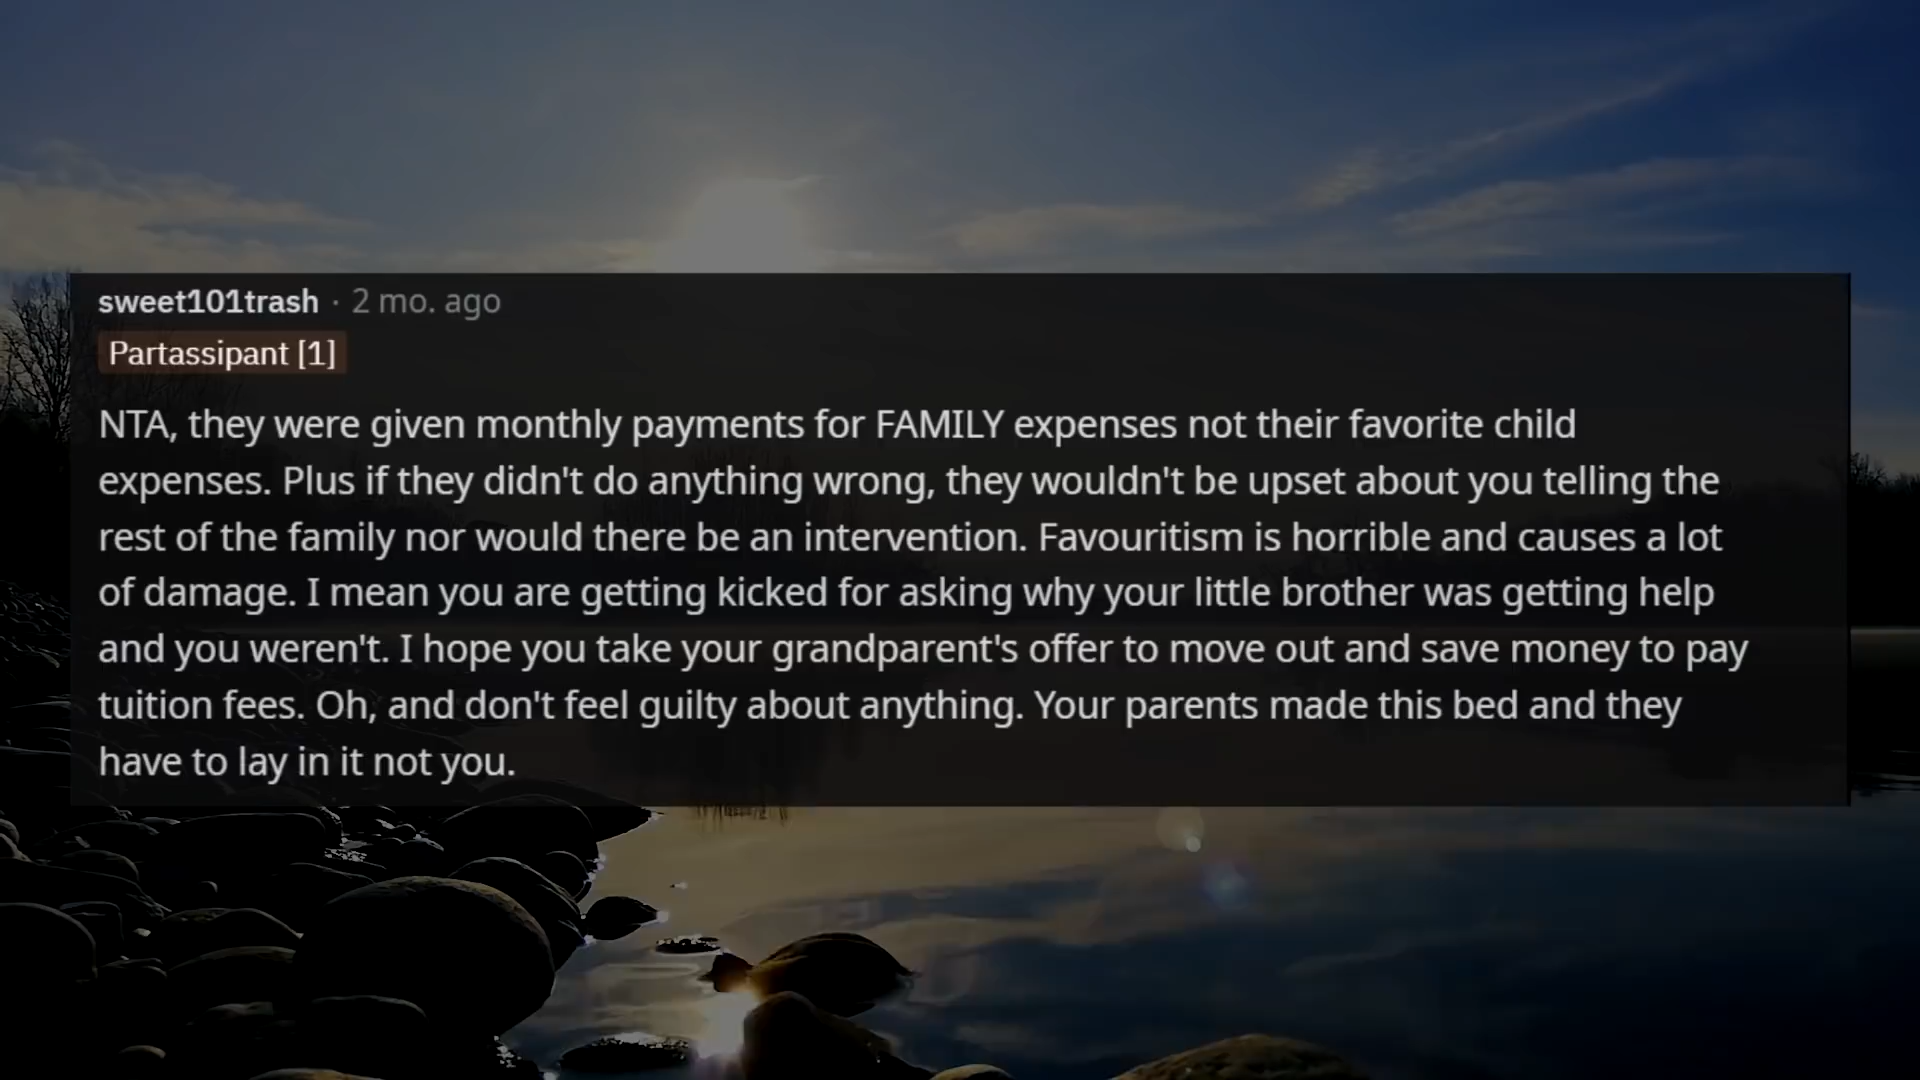 sweet101trash · 2 mo. ago
Partassipant [1]
NTA, they were given monthly payments for FAMILY expenses not their favorite child
expenses. Plus if they didn't do anything wrong, they wouldn't be upset about you telling the
rest of the family nor would there be an intervention. Favouritism is horrible and causes a lot
of damage. I mean you are getting kicked for asking why your little brother was getting help
and you weren't. I hope you take your grandparent's offer to move out and save money to pay
tuition fees. Oh, and don't feel guilty about anything. Your parents made this bed and they
have to lay in it not you.